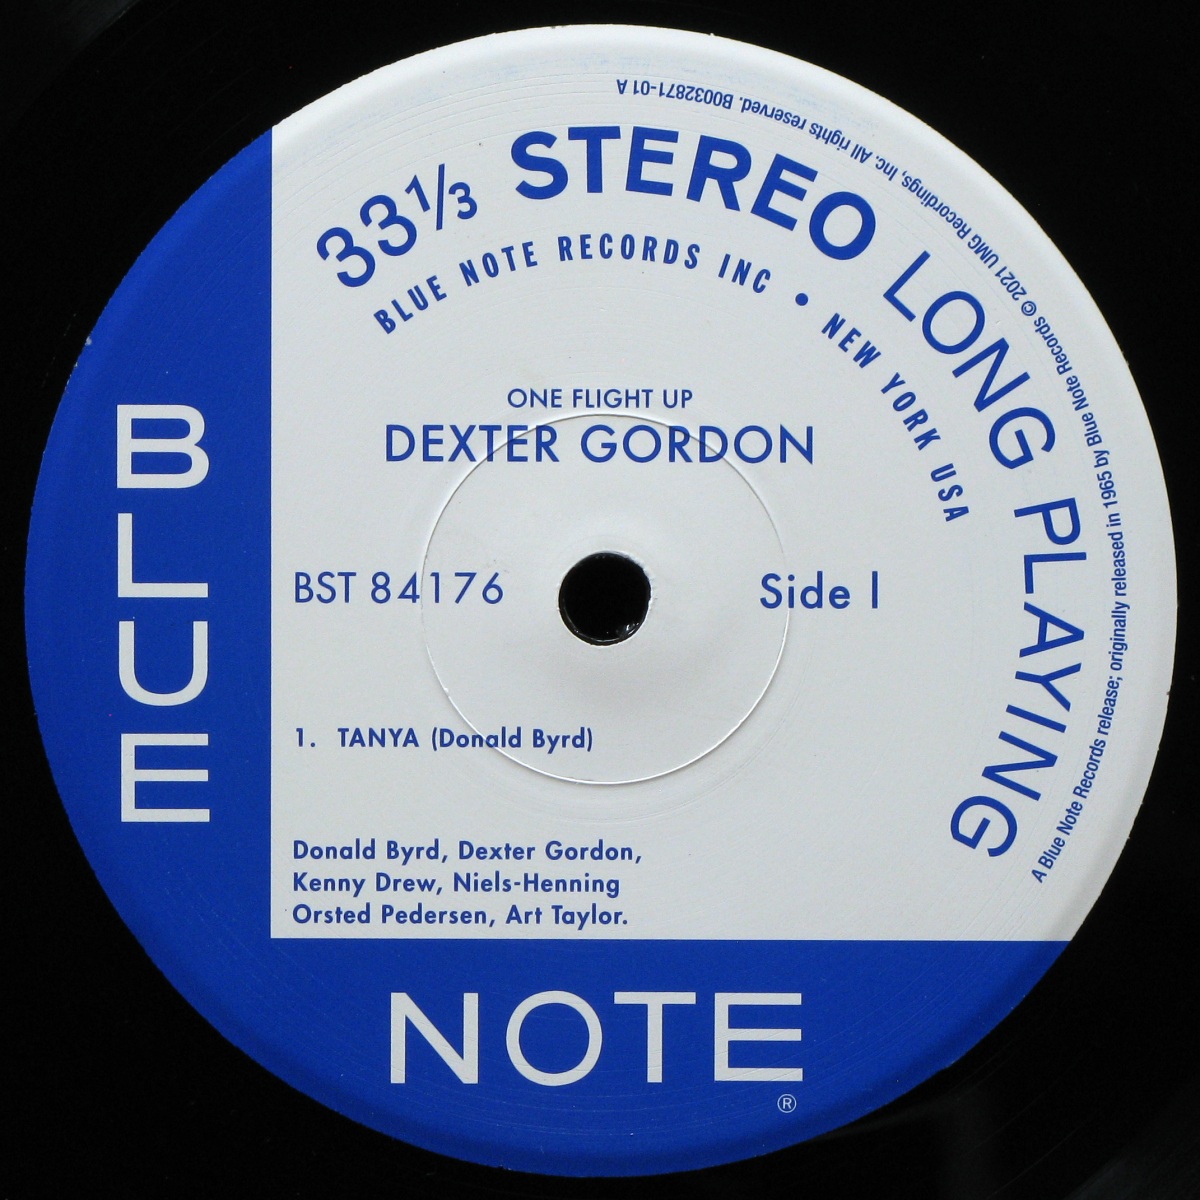 33⅓ STEREO LONG PLAYING
BLUE NOTE RECORDS INC • NEW YORK USA
A Blue Note Records release; originally released in 1965 by Blue Note Records © 2021 UMG Recordings, Inc. All rights reserved. B0032871-01 A
ONE FLIGHT UP
DEXTER GORDON
BST 84176
Side 1
1. TANYA (Donald Byrd)
Donald Byrd, Dexter Gordon,
Kenny Drew, Niels-Henning
Orsted Pedersen, Art Taylor.
BLUE
NOTE
®